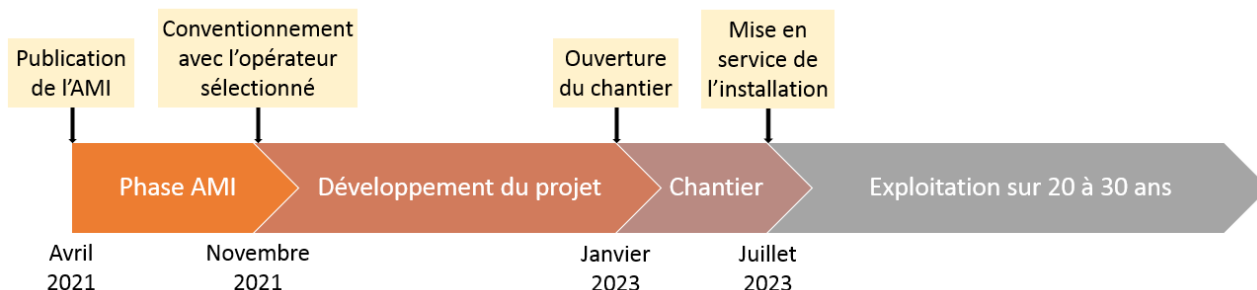 Publication
de l'AMI
Conventionnement
avec l'opérateur
sélectionné
Ouverture
du chantier
Mise en
service de
l'installation
Phase AMI
Développement du projet
Chantier
Exploitation sur 20 à 30 ans
Avril
2021
Novembre
2021
Janvier
2023
Juillet
2023